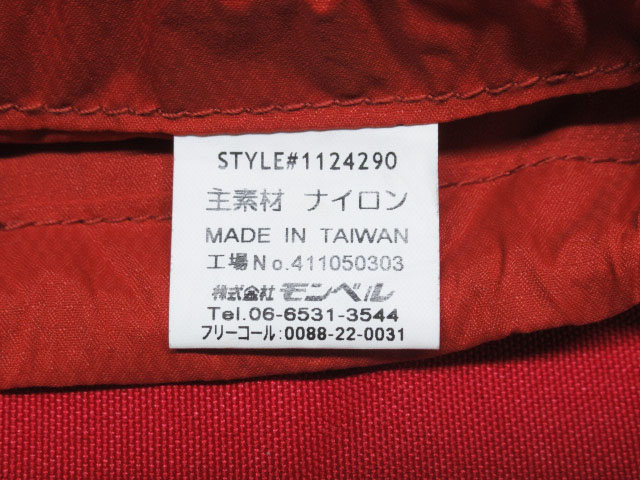 STYLE#1124290
主素材 ナイロン
MADE IN TAIWAN
工場No.411050303
株式会社 モンベル
Tel.06-6531-3544
フリーコール:0088-22-0031